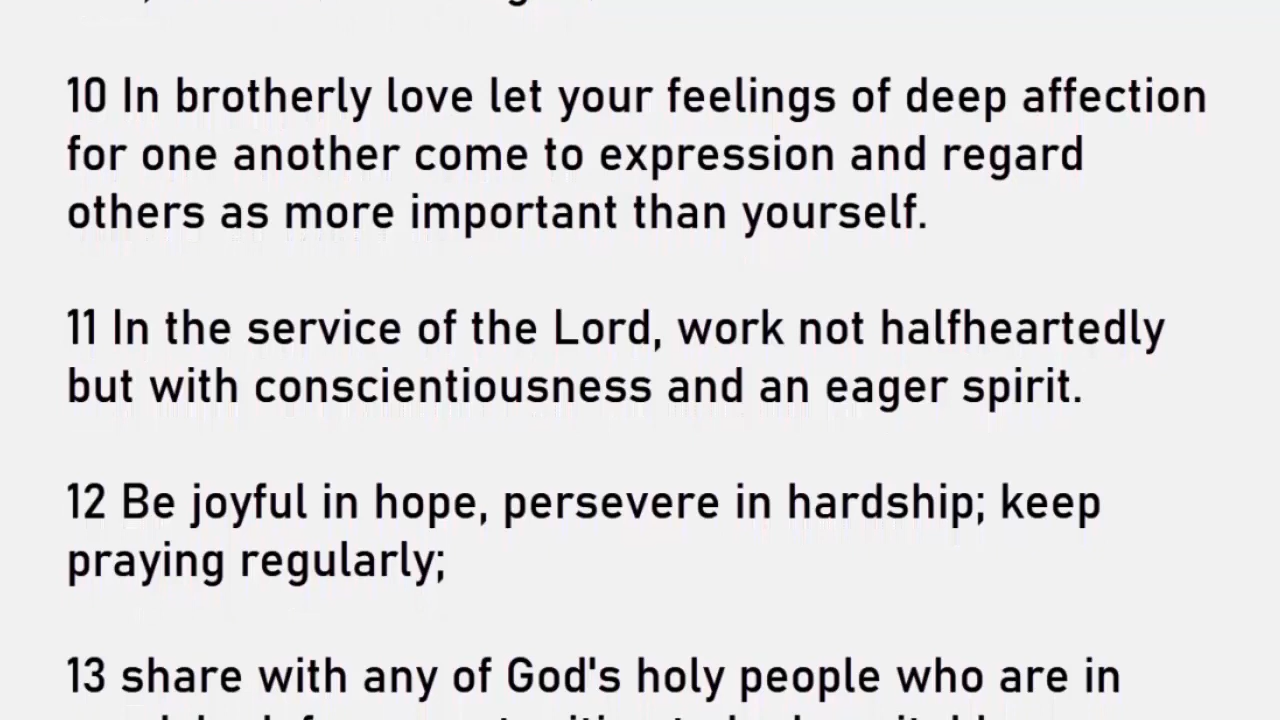 10 In brotherly love let your feelings of deep affection
for one another come to expression and regard
others as more important than yourself.
11 In the service of the Lord, work not halfheartedly
but with conscientiousness and an eager spirit.
12 Be joyful in hope, persevere in hardship; keep
praying regularly;
13 share with any of God's holy people who are in